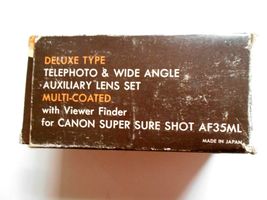 DELUXE TYPE
TELEPHOTO & WIDE ANGLE
AUXILIARY LENS SET
MULTI-COATED
with Viewer Finder
for CANON SUPER SURE SHOT AF35ML
MADE IN JAPAN